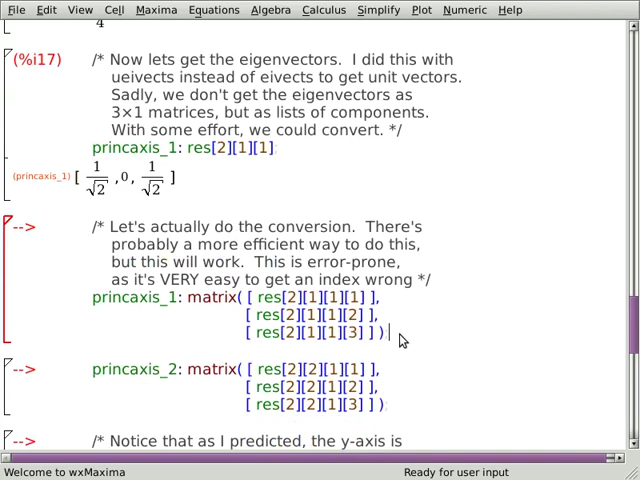 File Edit View Cell Maxima Equations Algebra Calculus Simplify Plot Numeric Help
4
(%i17) /* Now lets get the eigenvectors. I did this with
ueivects instead of eivects to get unit vectors.
Sadly, we don't get the eigenvectors as
3×1 matrices, but as lists of components.
With some effort, we could convert. */
princaxis_1: res[2][1][1];
(princaxis_1) [ 1/√2 ,0, 1/√2 ]
--> /* Let's actually do the conversion. There's
probably a more efficient way to do this,
but this will work. This is error-prone,
as it's VERY easy to get an index wrong */
princaxis_1: matrix( [ res[2][1][1][1] ],
[ res[2][1][1][2] ],
[ res[2][1][1][3] ] );
--> princaxis_2: matrix( [ res[2][2][1][1] ],
[ res[2][2][1][2] ],
[ res[2][2][1][3] ] );
--> /* Notice that as I predicted, the y-axis is
Welcome to wxMaxima Ready for user input